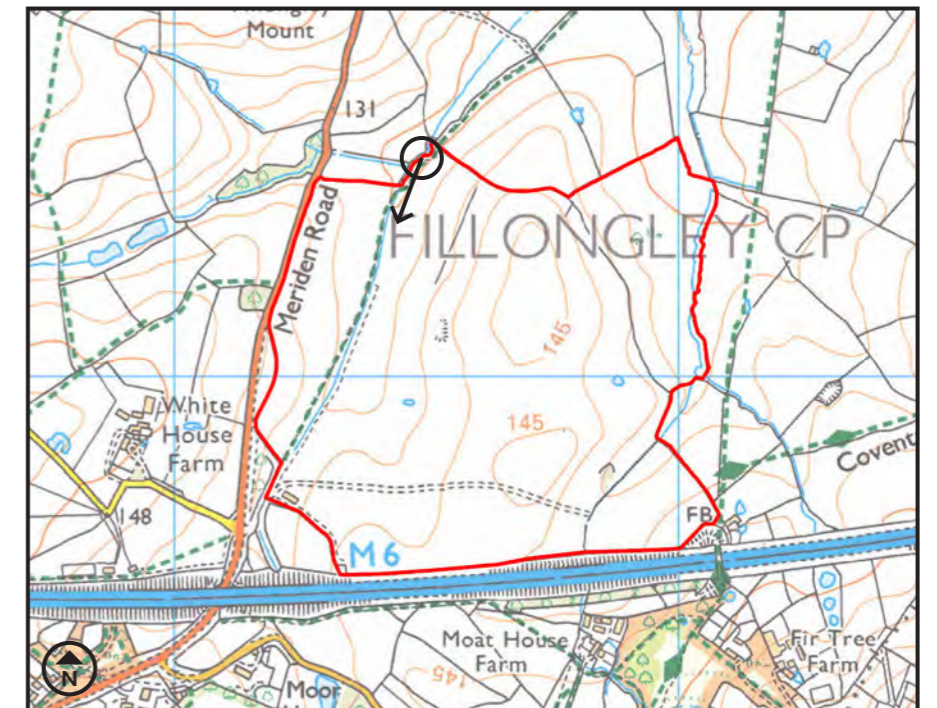 Mount
131
Meriden Road
FILLONGLEY CP
145
145
White
House
Farm
148
Covent
FB
M6
Moat House
Farm
Fir Tree
Farm
145
Moor
N